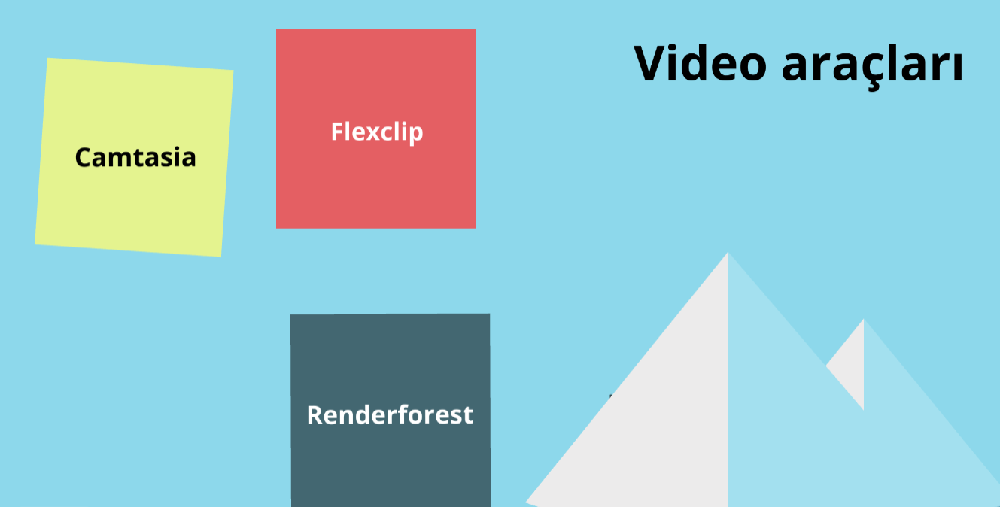 Video araçları
Camtasia
Flexclip
Renderforest